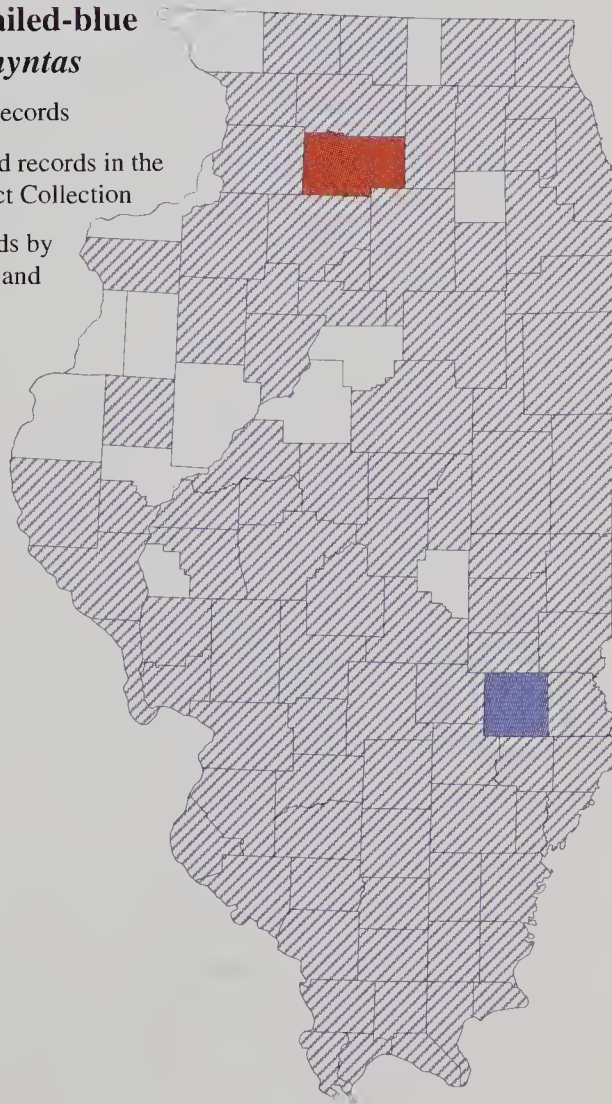 ailed-blue
yntas
ecords
d records in the
ct Collection
ds by
and